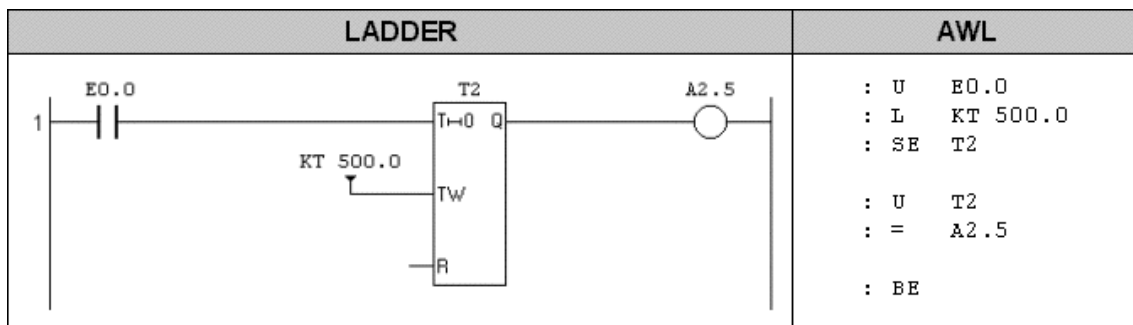 LADDER
AWL
E0.0
T2
A2.5
1
T⊢⊣0 Q
KT 500.0
TW
R
: U E0.0
: L KT 500.0
: SE T2
: U T2
: = A2.5
: BE